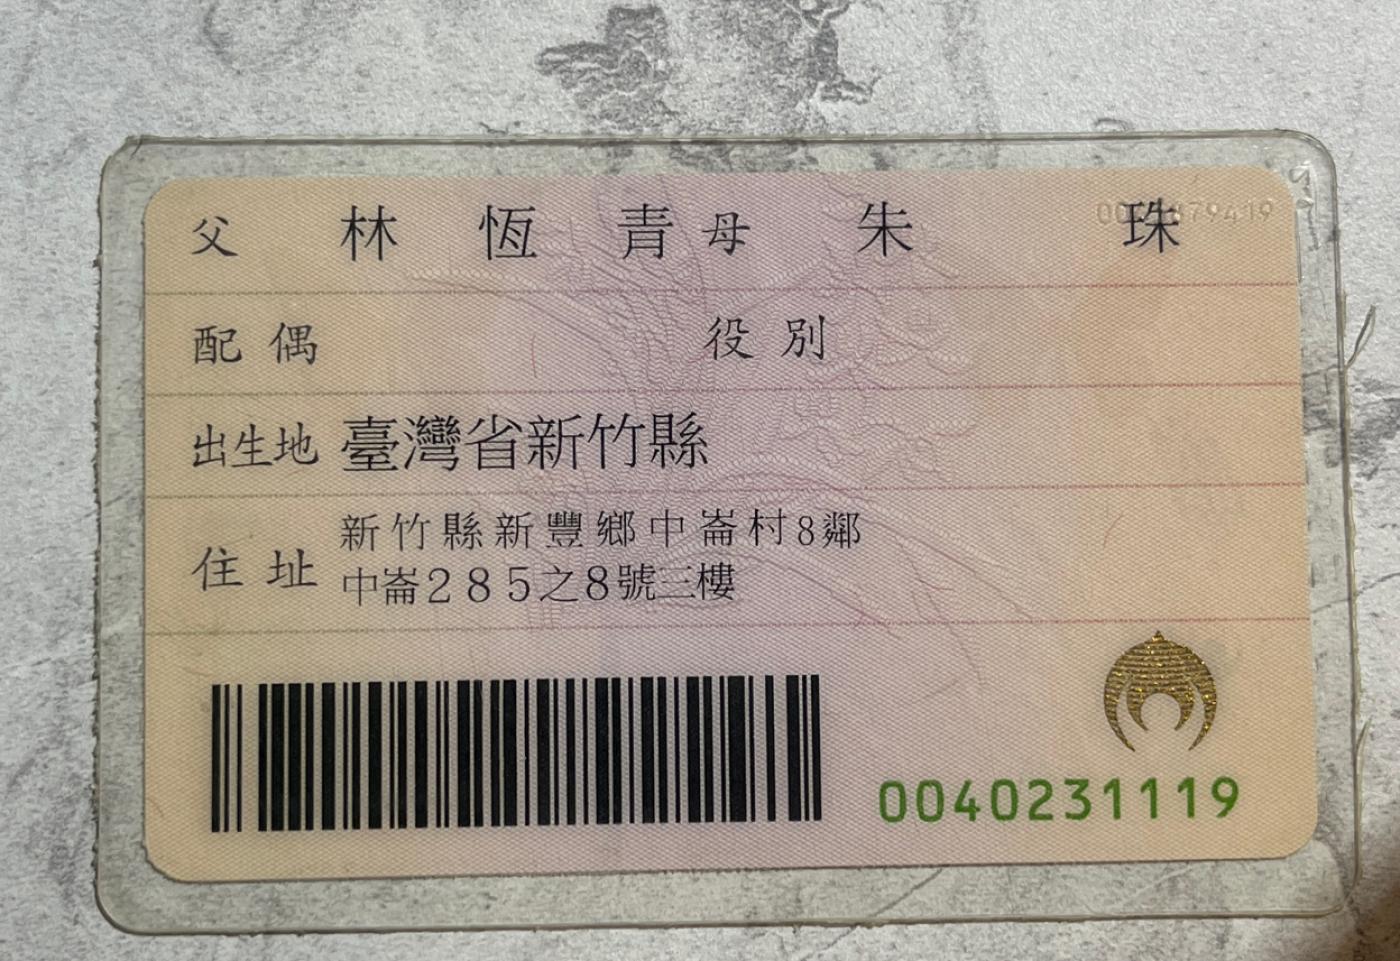 父 林恆青 母 朱珠
配偶 役別
出生地 臺灣省新竹縣
住址 新竹縣新豐鄉中崙村8鄰
中崙285之8號三樓
0040231119